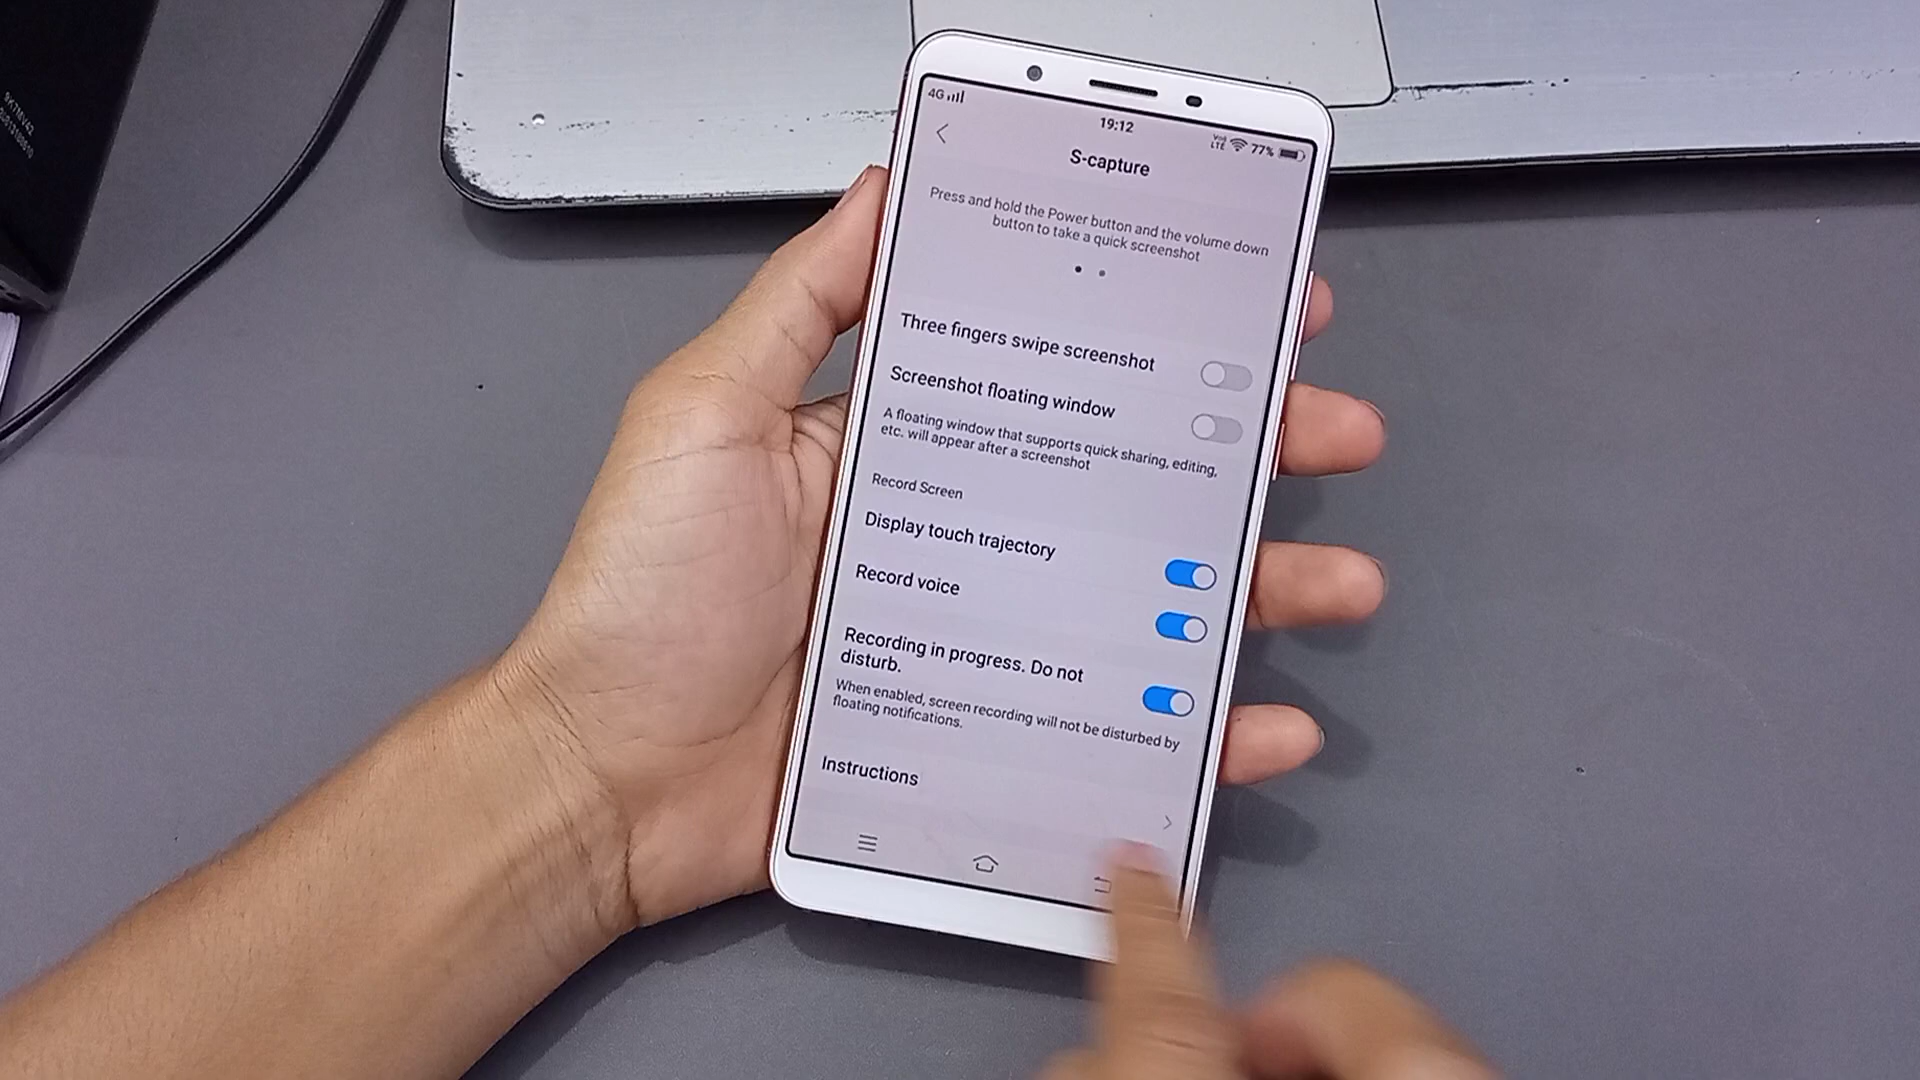 4G
19:12
77%
S-capture
Press and hold the Power button and the volume down
button to take a quick screenshot
Three fingers swipe screenshot
Screenshot floating window
A floating window that supports quick sharing, editing,
etc. will appear after a screenshot
Record Screen
Display touch trajectory
Record voice
Recording in progress. Do not
disturb.
When enabled, screen recording will not be disturbed by
floating notifications.
Instructions